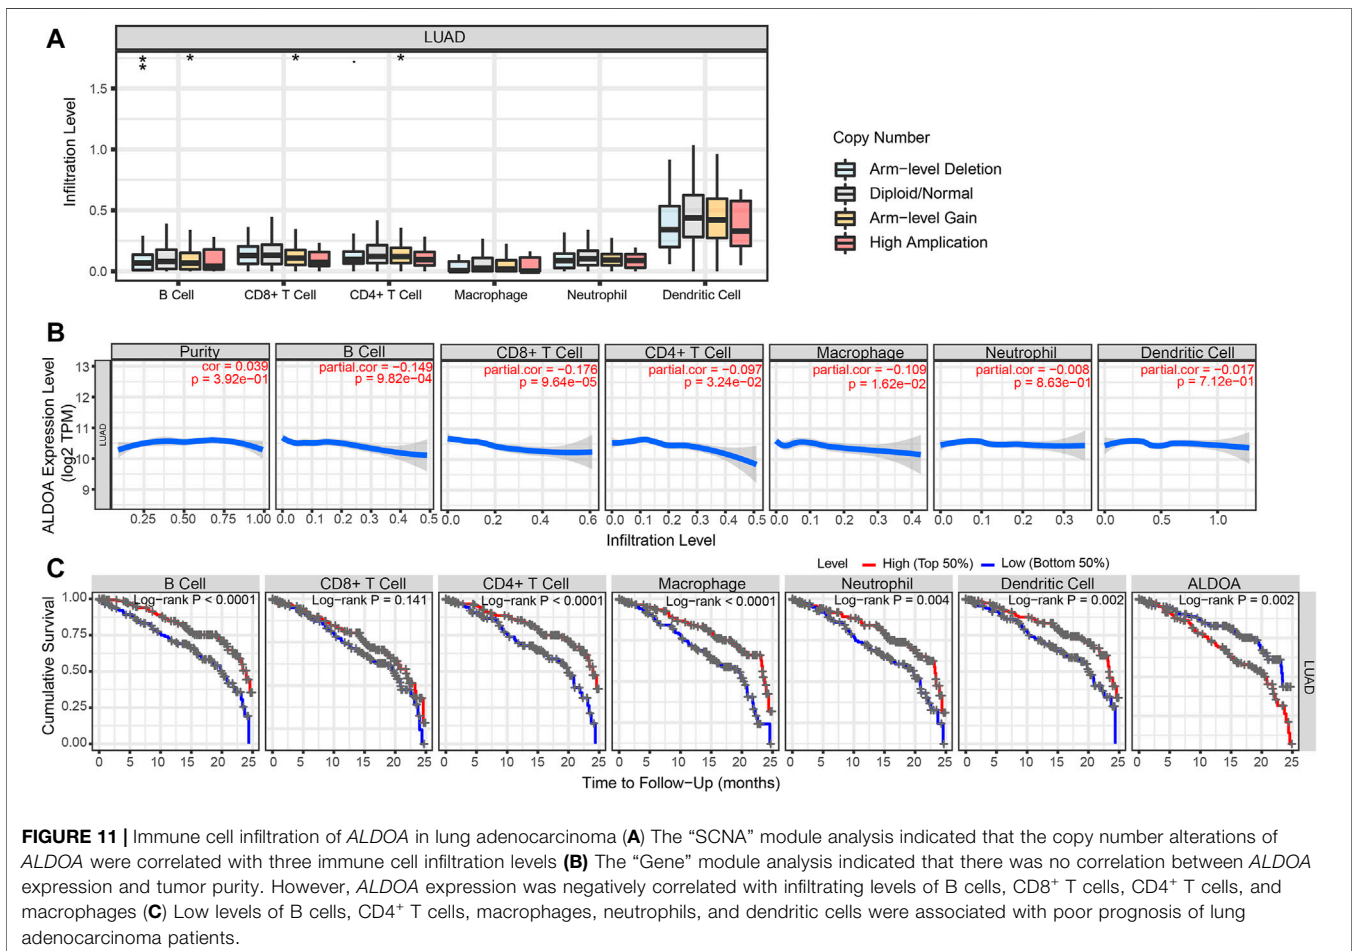 A
LUAD
* * * * . *
Infiltration Level
1.5
1.0
0.5
0.0
B Cell CD8+ T Cell CD4+ T Cell Macrophage Neutrophil Dendritic Cell
Copy Number
Arm-level Deletion
Diploid/Normal
Arm-level Gain
High Amplication
B
Purity B Cell CD8+ T Cell CD4+ T Cell Macrophage Neutrophil Dendritic Cell
cor = 0.039 partial.cor = -0.149 partial.cor = -0.176 partial.cor = -0.097 partial.cor = -0.109 partial.cor = -0.008 partial.cor = -0.017
p = 3.92e-01 p = 9.82e-04 p = 9.64e-05 p = 3.24e-02 p = 1.62e-02 p = 8.63e-01 p = 7.12e-01
ALADOA Expression Level
(log2 TPM)
LUAD
13
12
11
10
9
0.25 0.50 0.75 1.00 0.0 0.1 0.2 0.3 0.4 0.5 0.0 0.2 0.4 0.6 0.0 0.1 0.2 0.3 0.4 0.5 0.0 0.1 0.2 0.3 0.4 0.0 0.1 0.2 0.3 0.0 0.5 1.0
Infiltration Level
C
Level High (Top 50%) Low (Bottom 50%)
B Cell CD8+ T Cell CD4+ T Cell Macrophage Neutrophil Dendritic Cell ALDOA
Log-rank P < 0.0001 Log-rank P = 0.141 Log-rank P < 0.0001 Log-rank < 0.0001 Log-rank P = 0.004 Log-rank P = 0.002 Log-rank P = 0.002
Cumulative Survival
1.00
0.75
0.50
0.25
0.00
LUAD
0 5 10 15 20 25 0 5 10 15 20 25 0 5 10 15 20 25 0 5 10 15 20 25 0 5 10 15 20 25 0 5 10 15 20 25 0 5 10 15 20 25
Time to Follow-Up (months)
FIGURE 11 | Immune cell infiltration of ALDOA in lung adenocarcinoma (A) The “SCNA” module analysis indicated that the copy number alterations of
ALDOA were correlated with three immune cell infiltration levels (B) The “Gene” module analysis indicated that there was no correlation between ALDOA
expression and tumor purity. However, ALDOA expression was negatively correlated with infiltrating levels of B cells, CD8⁺ T cells, CD4⁺ T cells, and
macrophages (C) Low levels of B cells, CD4⁺ T cells, macrophages, neutrophils, and dendritic cells were associated with poor prognosis of lung
adenocarcinoma patients.